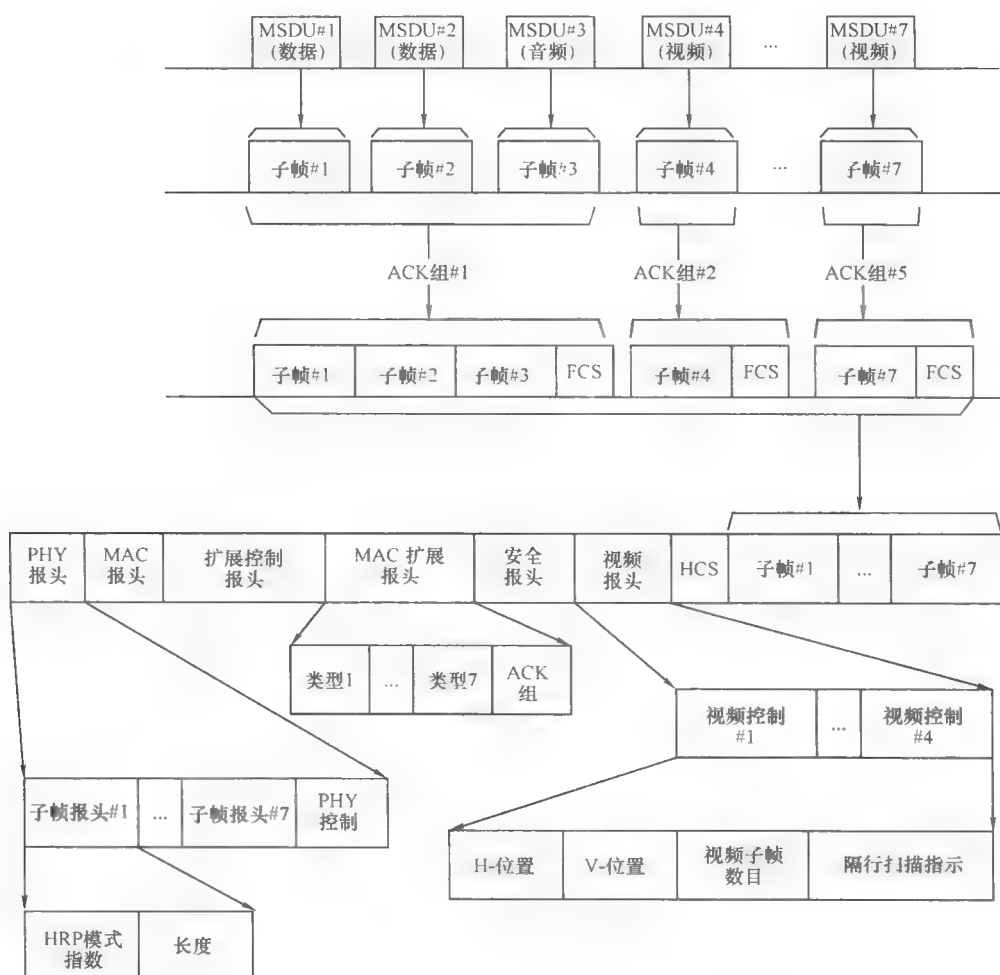 MSDU#1
(数据)
MSDU#2
(数据)
MSDU#3
(音频)
MSDU#4
(视频)
...
MSDU#7
(视频)
子帧#1
子帧#2
子帧#3
子帧#4
...
子帧#7
ACK组#1
ACK组#2
ACK组#5
子帧#1
子帧#2
子帧#3
FCS
子帧#4
FCS
子帧#7
FCS
PHY
报头
MAC
报头
扩展控制
报头
MAC 扩展
报头
安全
报头
视频
报头
HCS
子帧#1
...
子帧#7
类型1
...
类型7
ACK
组
视频控制
#1
...
视频控制
#4
子帧报头#1
...
子帧报头#7
PHY
控制
H-位置
V-位置
视频子帧
数目
隔行扫描指示
HRP模式
指数
长度